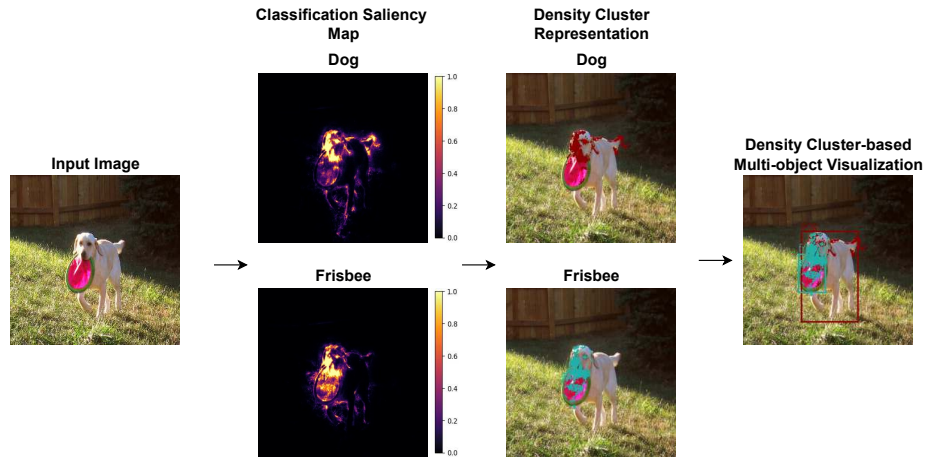 Classification Saliency
Map
Dog
1.0
0.8
0.6
0.4
0.2
0.0
Density Cluster
Representation
Dog
Input Image
Density Cluster-based
Multi-object Visualization
Frisbee
1.0
0.8
0.6
0.4
0.2
0.0
Frisbee